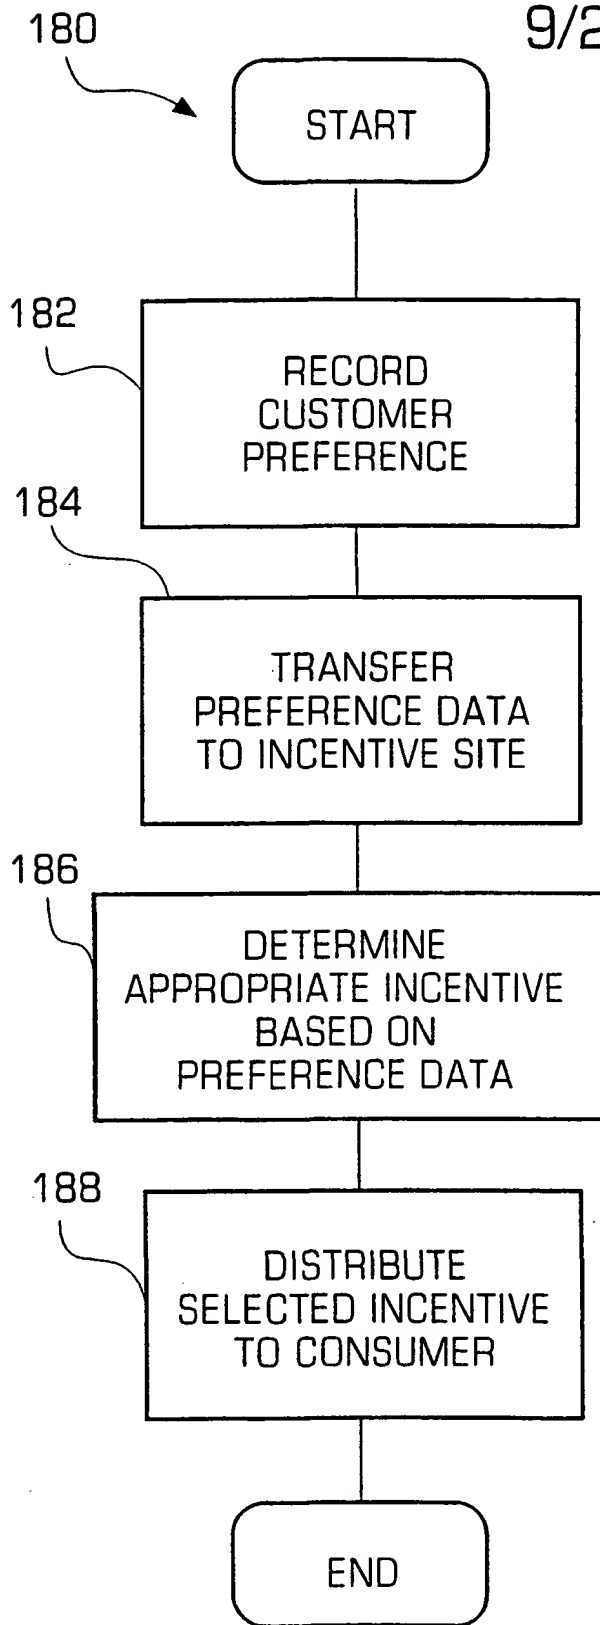 180
9/2
START
182
RECORD
CUSTOMER
PREFERENCE
184
TRANSFER
PREFERENCE DATA
TO INCENTIVE SITE
186
DETERMINE
APPROPRIATE INCENTIVE
BASED ON
PREFERENCE DATA
188
DISTRIBUTE
SELECTED INCENTIVE
TO CONSUMER
END